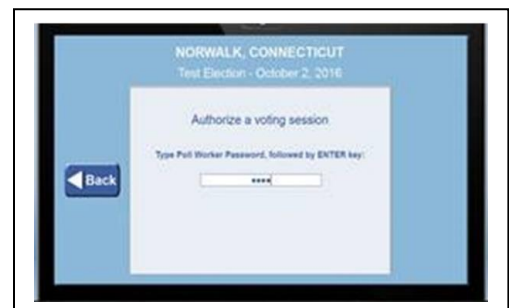 NORWALK, CONNECTICUT
Test Election - October 2, 2016
Authorize a voting session
Type Poll Worker Password, followed by ENTER key:
****
Back